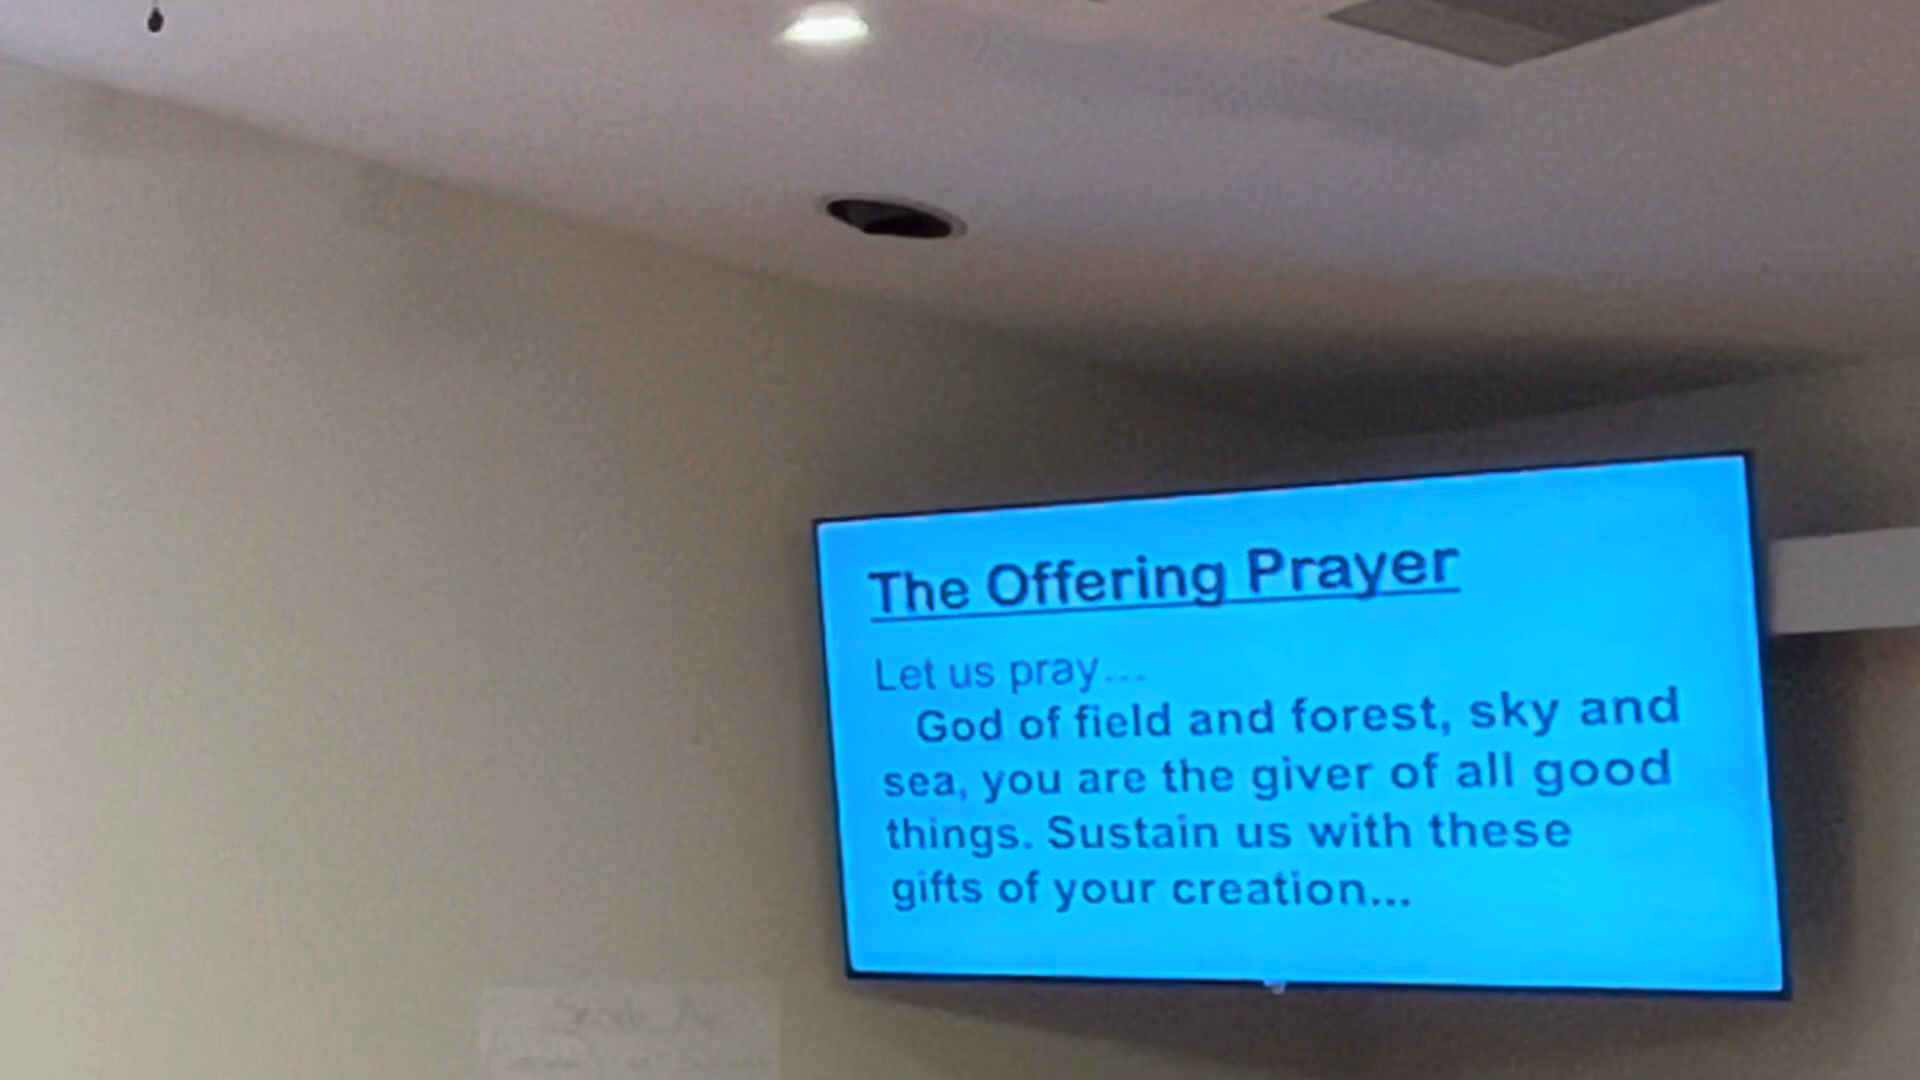 The Offering Prayer
Let us pray...
God of field and forest, sky and
sea, you are the giver of all good
things. Sustain us with these
gifts of your creation...